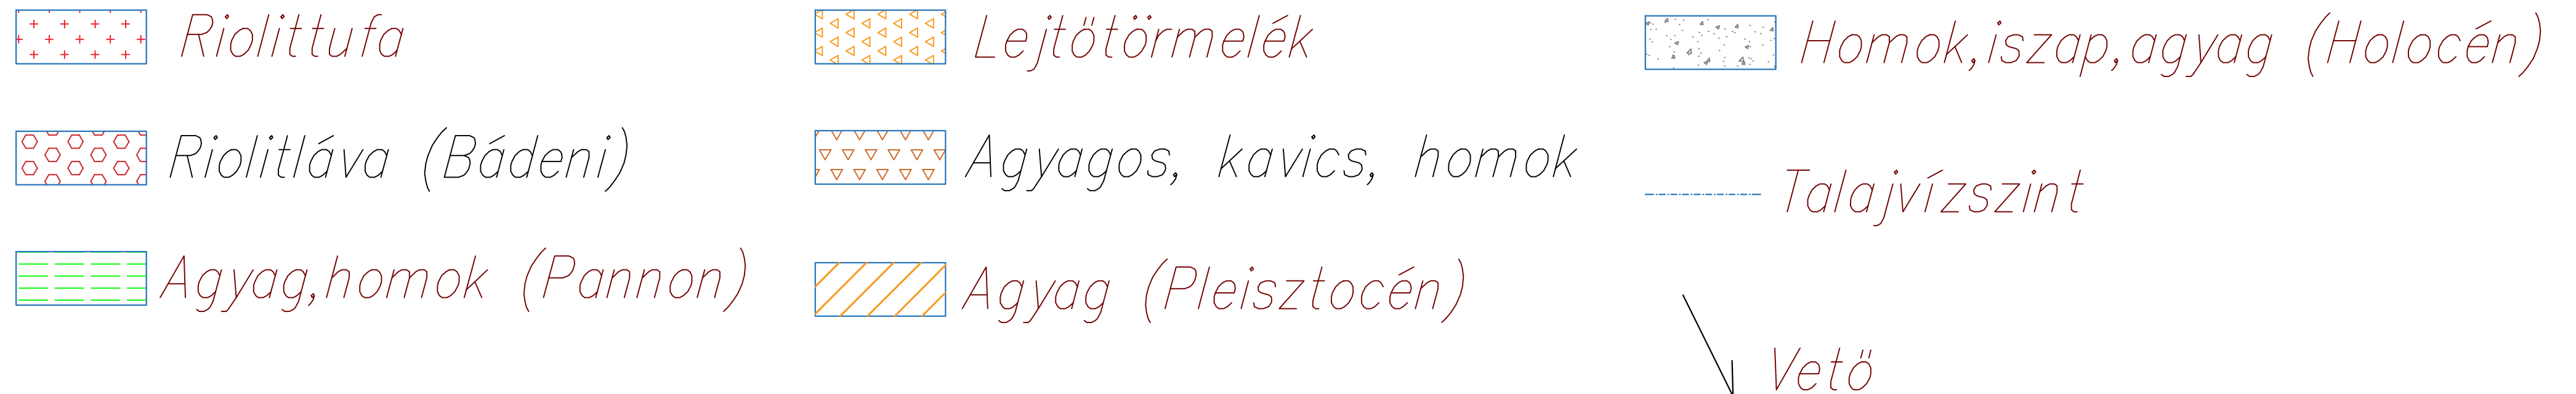 Riolittufa
Riolitláva (Bádeni)
Agyag,homok (Pannon)
Lejtőtörmelék
Agyagos, kavics, homok
Agyag (Pleisztocén)
Homok,iszap,agyag (Holocén)
Talajvízszint
Vető